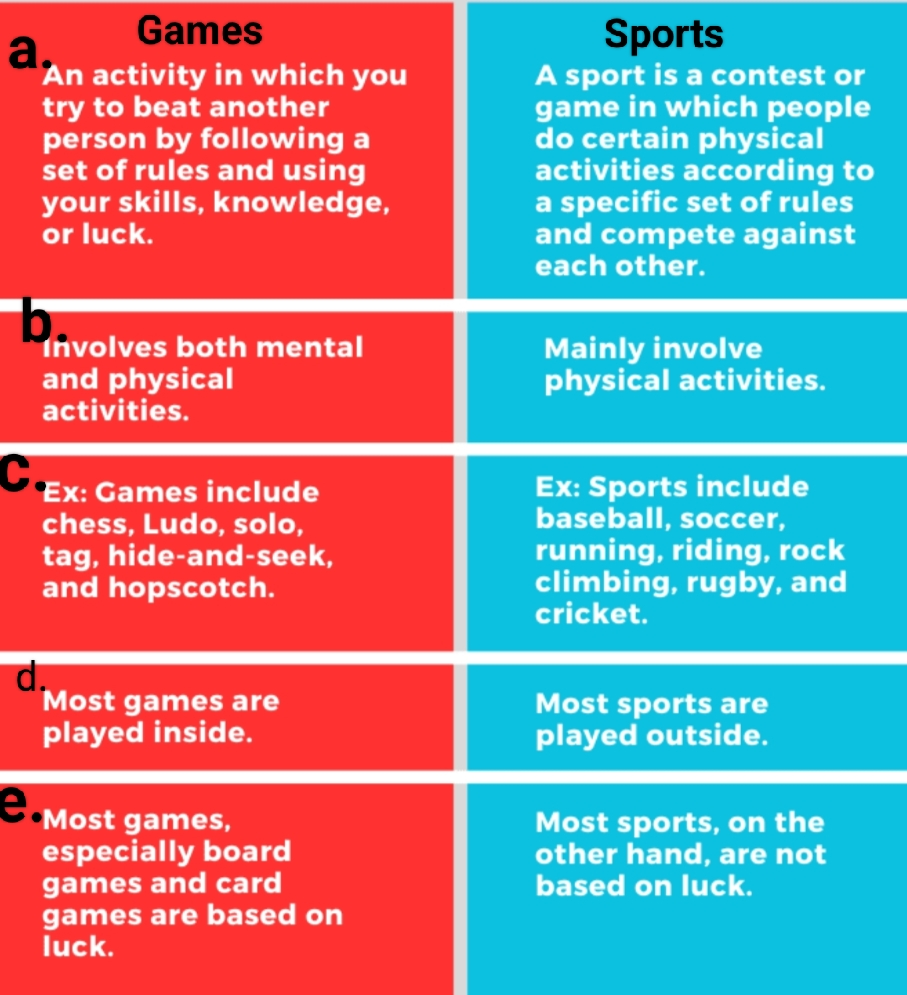 Games
a.
An activity in which you
try to beat another
person by following a
set of rules and using
your skills, knowledge,
or luck.
Sports
A sport is a contest or
game in which people
do certain physical
activities according to
a specific set of rules
and compete against
each other.
b.
Involves both mental
and physical
activities.
Mainly involve
physical activities.
c.
Ex: Games include
chess, Ludo, solo,
tag, hide-and-seek,
and hopscotch.
Ex: Sports include
baseball, soccer,
running, riding, rock
climbing, rugby, and
cricket.
d.
Most games are
played inside.
Most sports are
played outside.
e.
Most games,
especially board
games and card
games are based on
luck.
Most sports, on the
other hand, are not
based on luck.